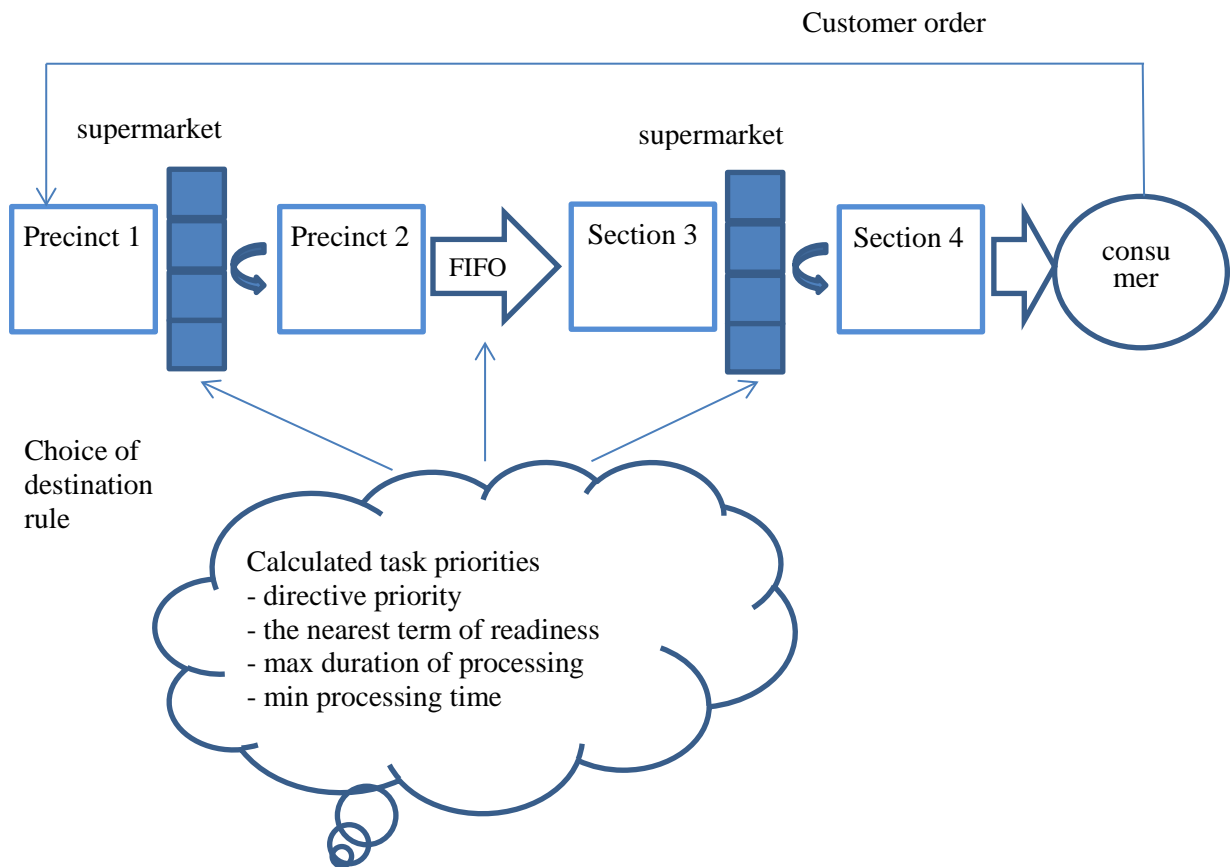 Customer order
supermarket
supermarket
Precinct 1
Precinct 2
FIFO
Section 3
Section 4
consu
mer
Choice of
destination
rule
Calculated task priorities
- directive priority
- the nearest term of readiness
- max duration of processing
- min processing time